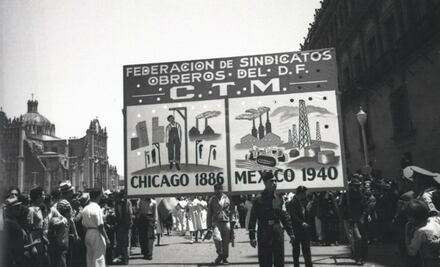 FEDERACION DE SINDICATOS
OBREROS DEL D.F.
C.T.M.
CHICAGO 1886
MEXICO 1940